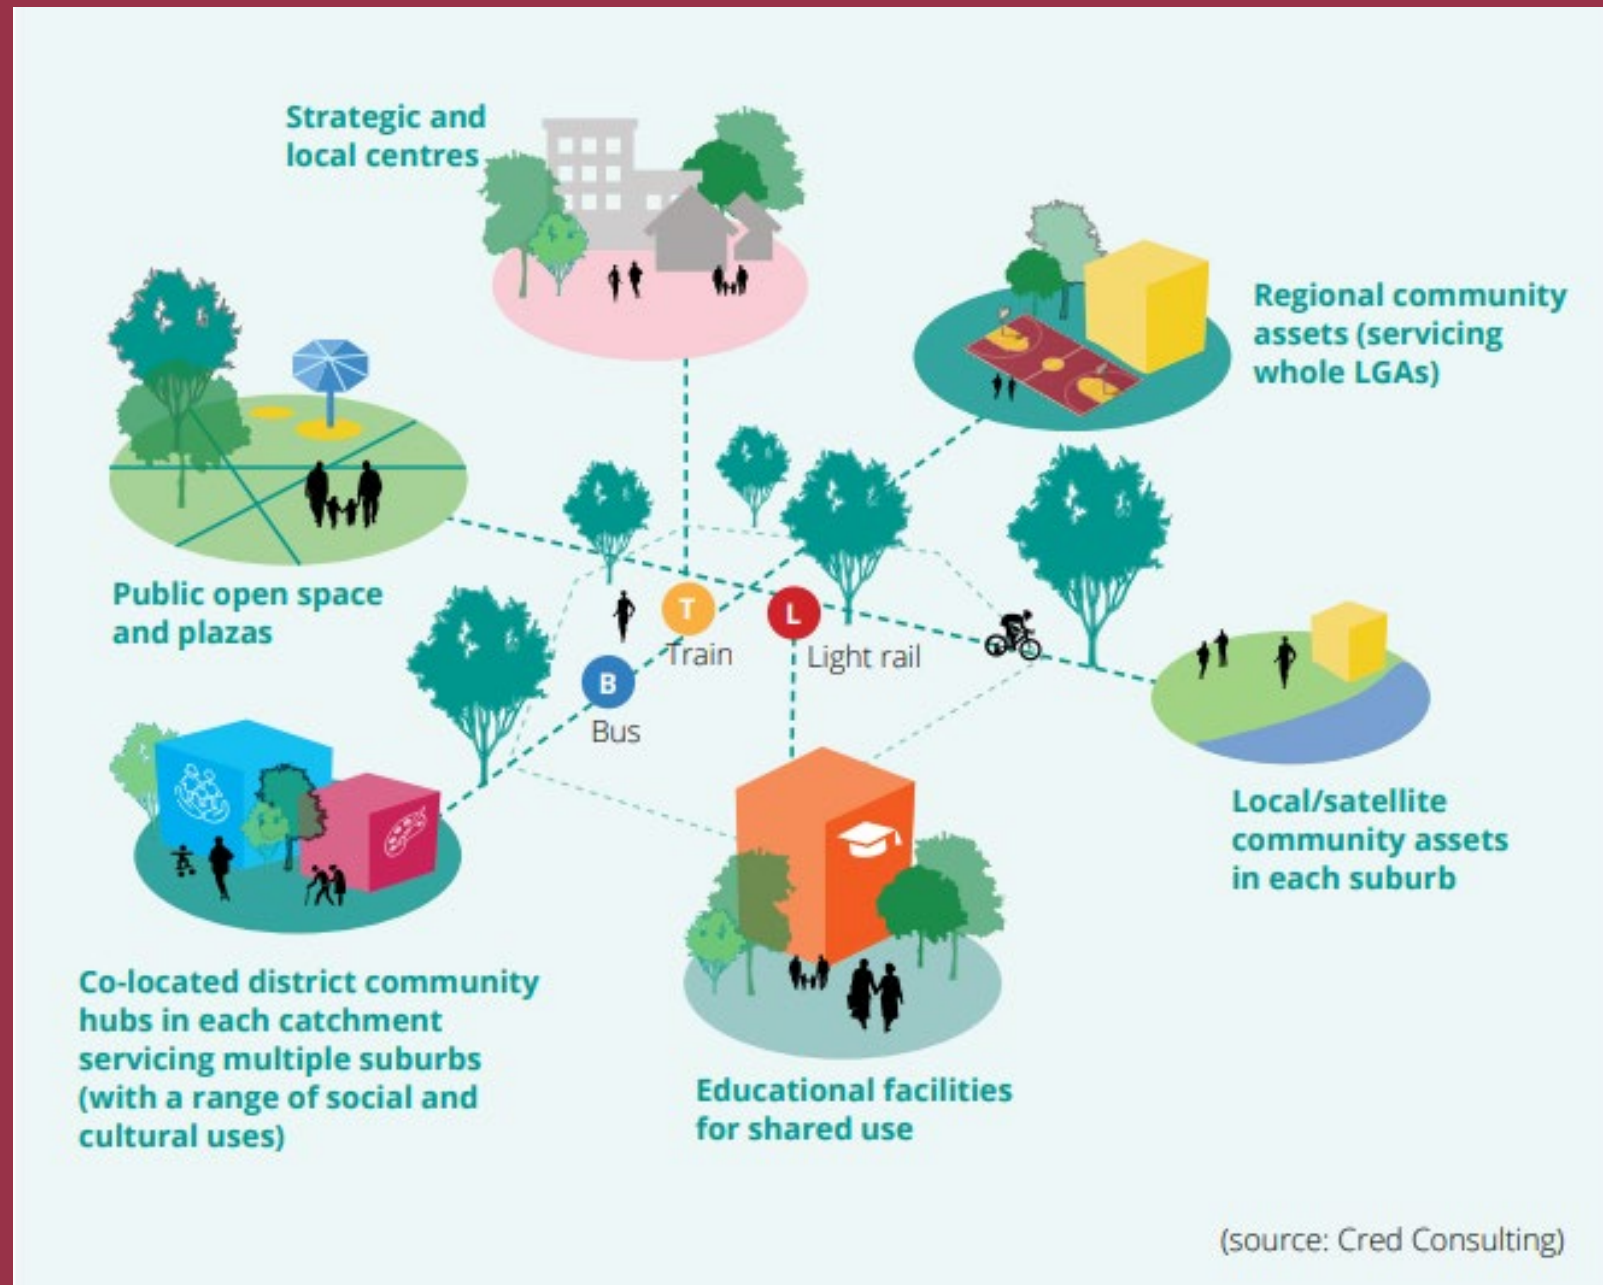 Strategic and
local centres
Regional community
assets (servicing
whole LGAs)
Public open space
and plazas
T
Train
L
Light rail
B
Bus
Local/satellite
community assets
in each suburb
Co-located district community
hubs in each catchment
servicing multiple suburbs
(with a range of social and
cultural uses)
Educational facilities
for shared use
(source: Cred Consulting)